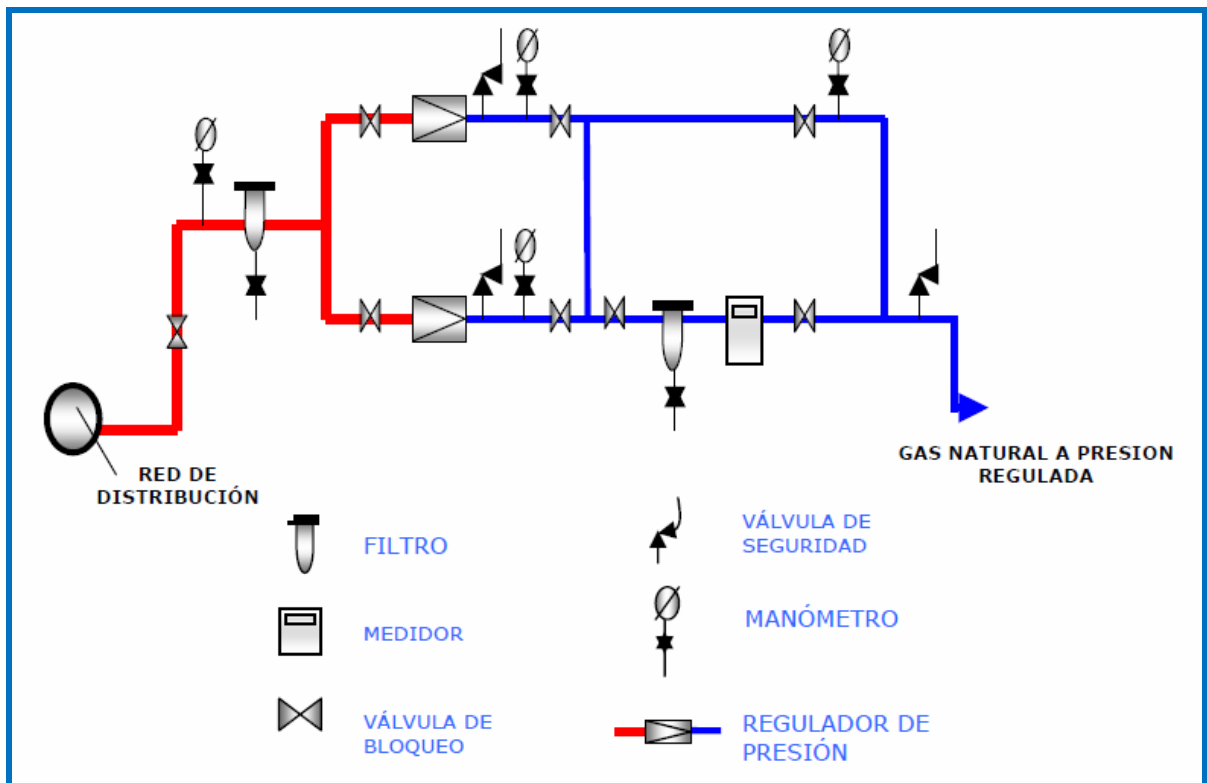 RED DE
DISTRIBUCIÓN
GAS NATURAL A PRESION
REGULADA
FILTRO
VÁLVULA DE
SEGURIDAD
MEDIDOR
MANÓMETRO
VÁLVULA DE
BLOQUEO
REGULADOR DE
PRESIÓN